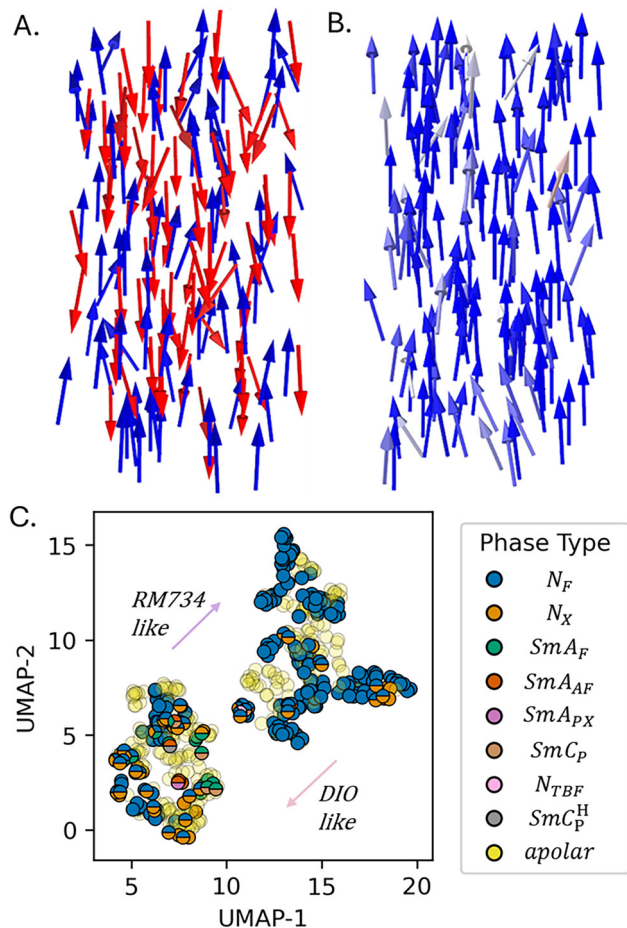 A.
B.
C.
15
10
5
0
UMAP-2
RM734
like
DIO
like
5
10
15
20
UMAP-1
Phase Type
N_F
N_X
SmA_F
SmA_AF
SmA_PX
SmC_P
N_TBF
SmC_P^H
apolar